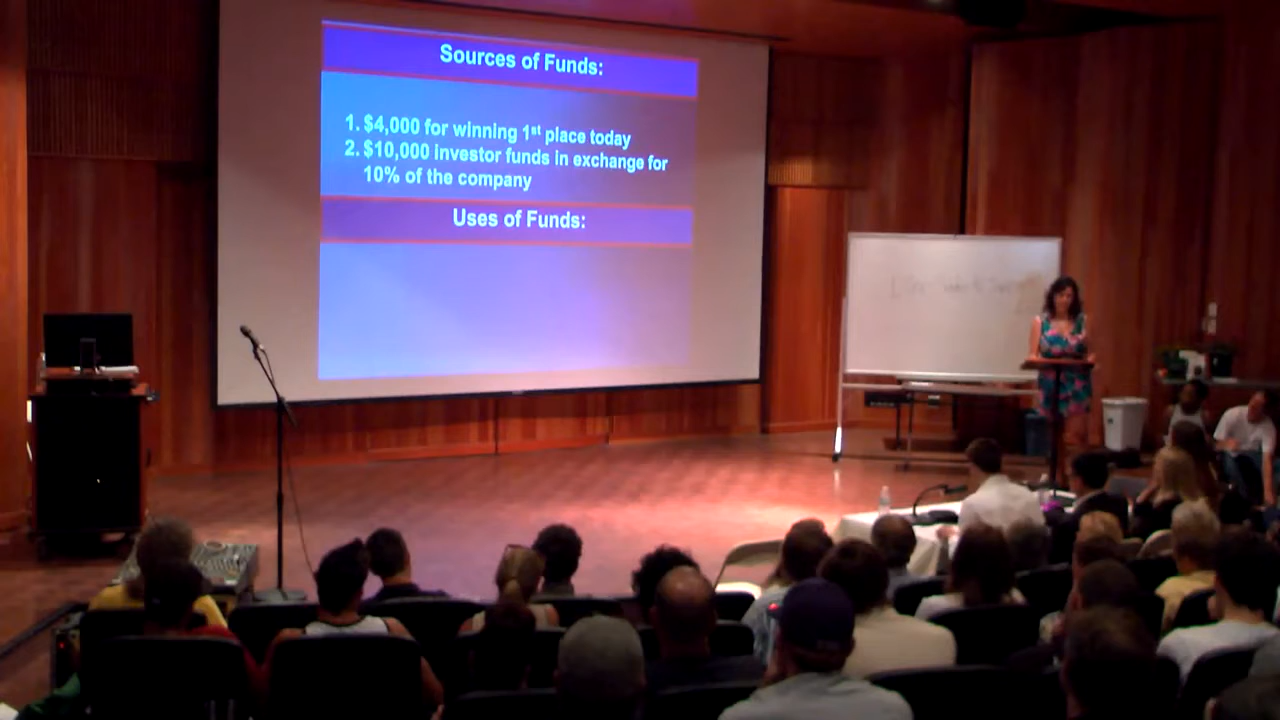 Sources of Funds:
1. $4,000 for winning 1st place today
2. $10,000 investor funds in exchange for
10% of the company
Uses of Funds: